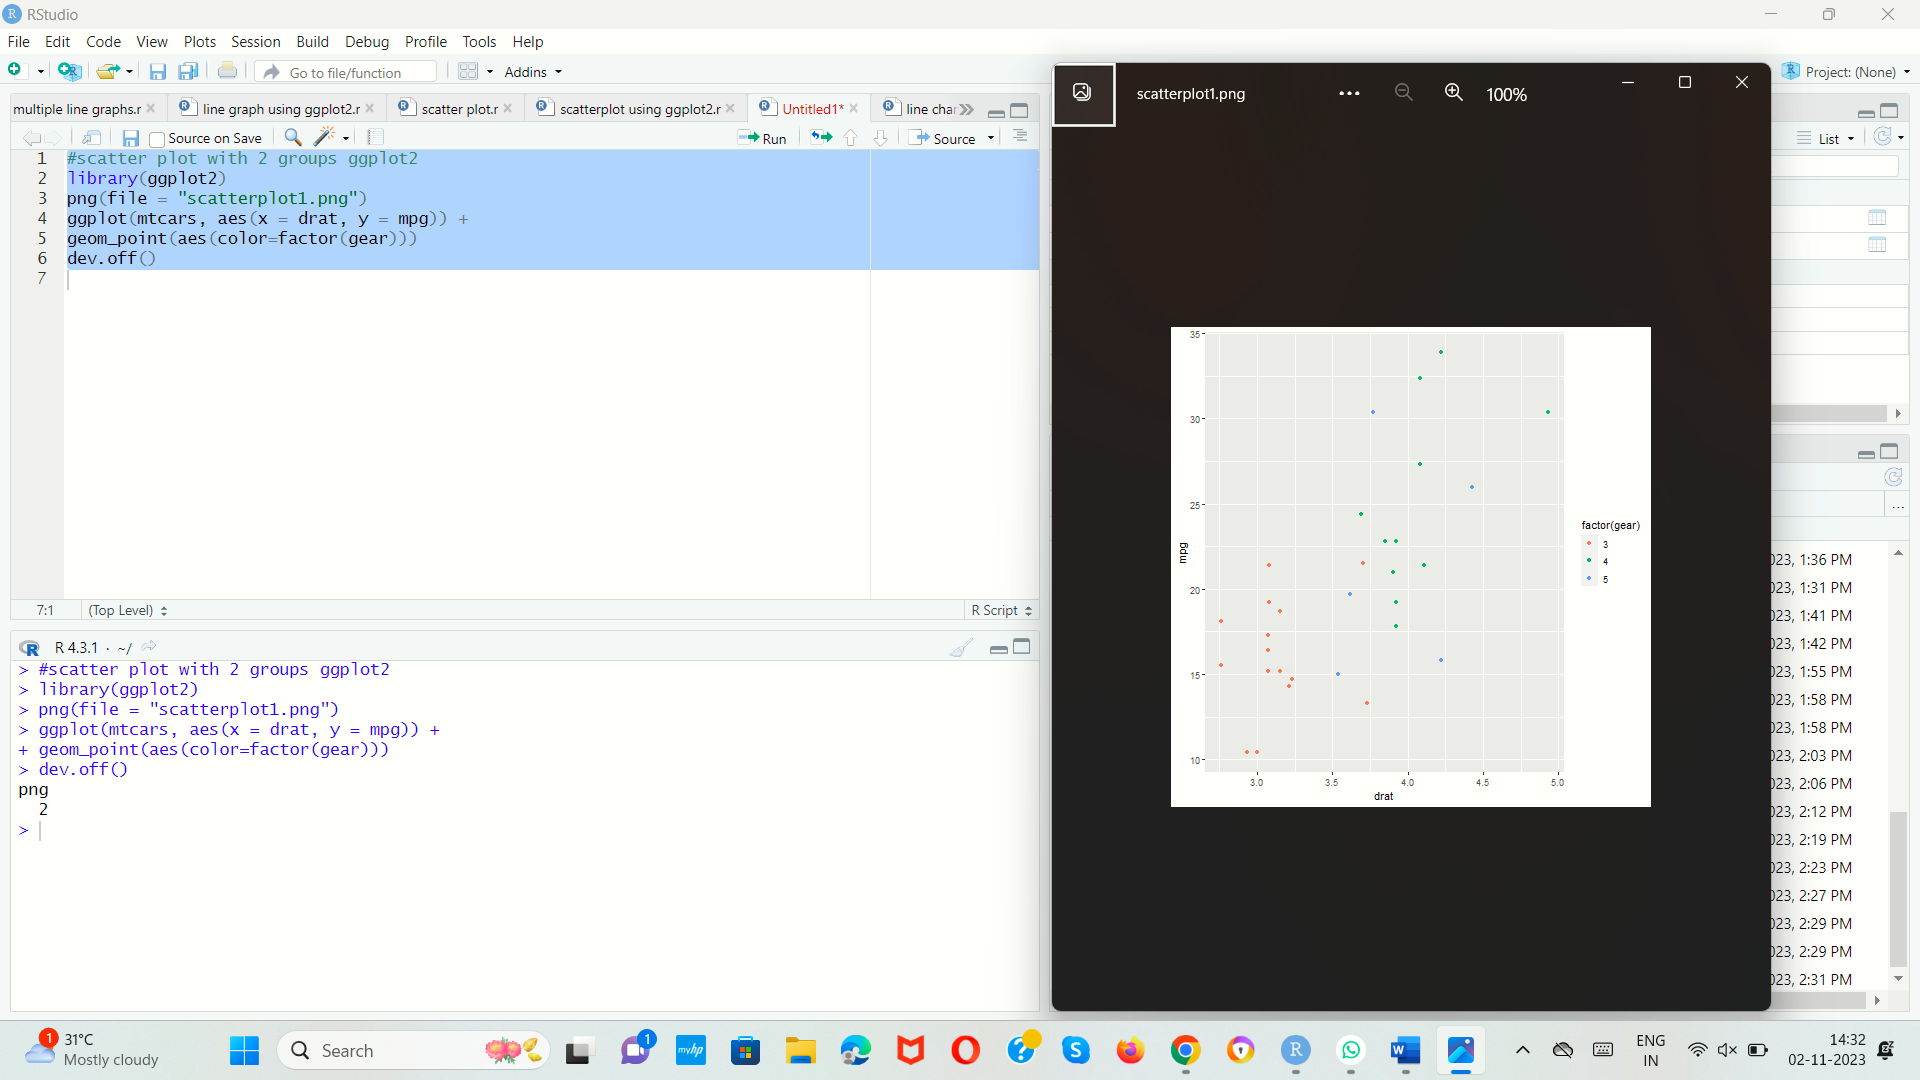 RStudio
File Edit Code View Plots Session Build Debug Profile Tools Help
Go to file/function Addins
Project: (None)
multiple line graphs.r line graph using ggplot2.r scatter plot.r scatterplot using ggplot2.r Untitled1* line char
Source on Save Run Source
1 #scatter plot with 2 groups ggplot2
2 library(ggplot2)
3 png(file = "scatterplot1.png")
4 ggplot(mtcars, aes(x = drat, y = mpg)) +
5 geom_point(aes(color=factor(gear)))
6 dev.off()
7
7:1 (Top Level) R Script
R 4.3.1 · ~/
> #scatter plot with 2 groups ggplot2
> library(ggplot2)
> png(file = "scatterplot1.png")
> ggplot(mtcars, aes(x = drat, y = mpg)) +
+ geom_point(aes(color=factor(gear)))
> dev.off()
png
2
>
scatterplot1.png ... 100%
35
30
25
20
15
10
mpg
3.0 3.5 4.0 4.5 5.0
drat
factor(gear)
3
4
5
List
...
023, 1:36 PM
023, 1:31 PM
023, 1:41 PM
023, 1:42 PM
023, 1:55 PM
023, 1:58 PM
023, 1:58 PM
023, 2:03 PM
023, 2:06 PM
023, 2:12 PM
023, 2:19 PM
023, 2:23 PM
023, 2:27 PM
023, 2:29 PM
023, 2:29 PM
023, 2:31 PM
1 31°C
Mostly cloudy
Search
1
myhp
ENG
IN
14:32
02-11-2023